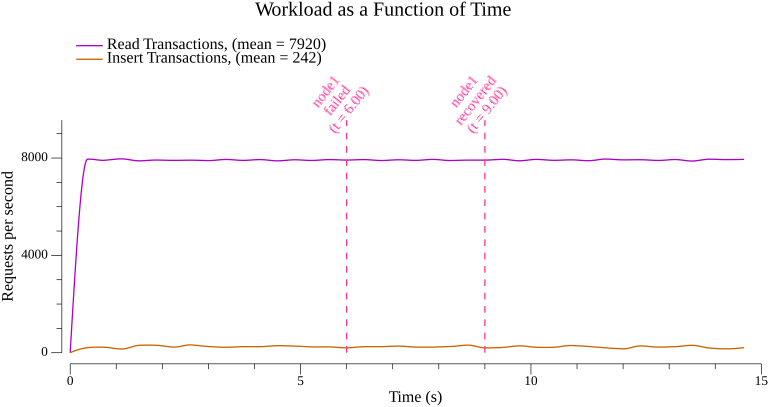 Workload as a Function of Time
Read Transactions, (mean = 7920)
Insert Transactions, (mean = 242)
node1
failed
(t = 6.00)
node1
recovered
(t = 9.00)
Requests per second
8000
4000
0
0
5
10
15
Time (s)